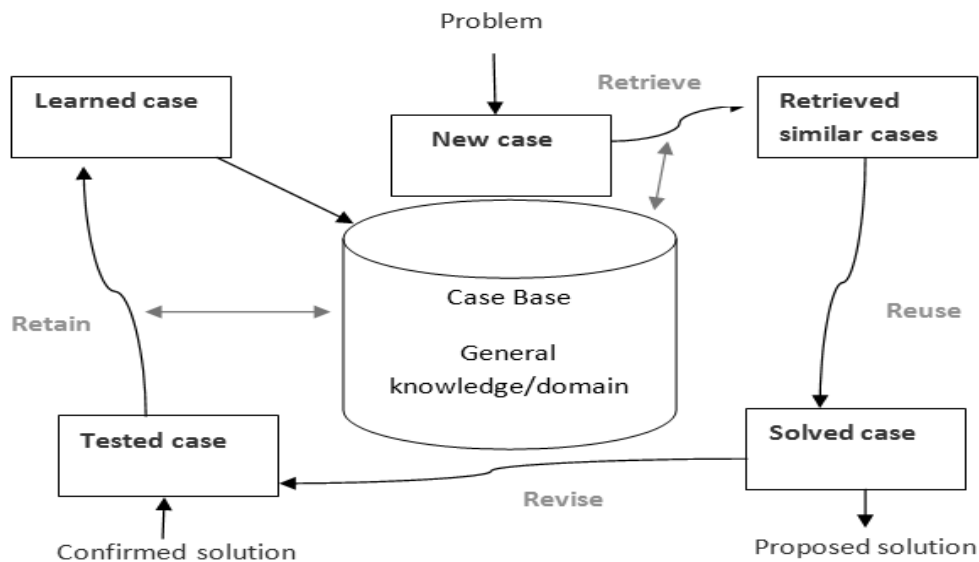 Problem
Retrieve
Learned case
New case
Retrieved
similar cases
Case Base
General
knowledge/domain
Retain
Reuse
Tested case
Solved case
Revise
Confirmed solution
Proposed solution